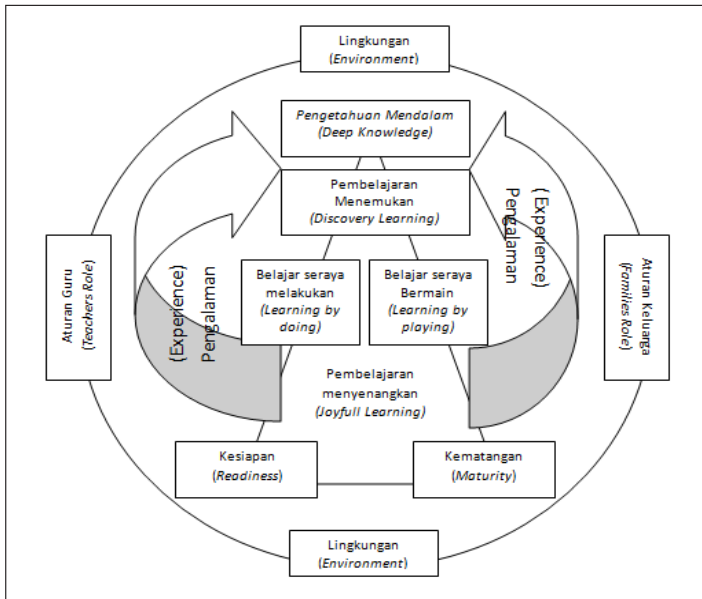 Lingkungan
(Environment)
Pengetahuan Mendalam
(Deep Knowledge)
Pembelajaran
Menemukan
(Discovery Learning)
(Experience)
Pengalaman
Aturan Guru
(Teachers Role)
(Experience)
Pengalaman
Belajar seraya
melakukan
(Learning by
doing)
Belajar seraya
Bermain
(Learning by
playing)
Aturan Keluarga
(Families Role)
Pembelajaran
menyenangkan
(Joyfull Learning)
Kesiapan
(Readiness)
Kematangan
(Maturity)
Lingkungan
(Environment)